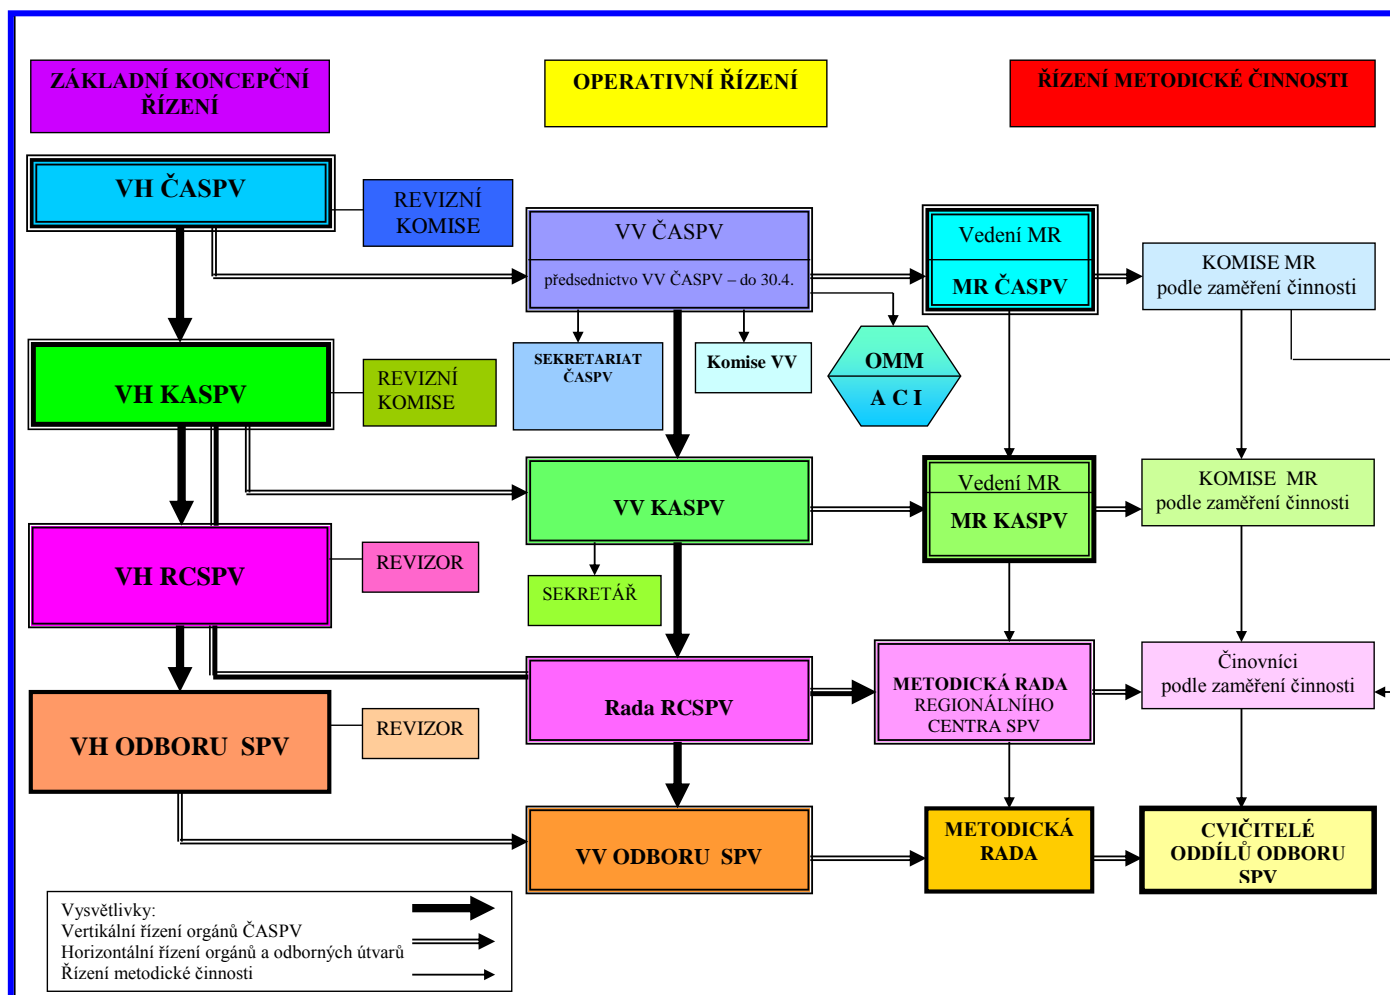 ZÁKLADNÍ KONCEPČNÍ
ŘÍZENÍ
OPERATIVNÍ ŘÍZENÍ
ŘÍZENÍ METODICKÉ ČINNOSTI
VH ČASPV
REVIZNÍ
KOMISE
VV ČASPV
předsednictvo VV ČASPV – do 30.4.
Vedení MR
MR ČASPV
KOMISE MR
podle zaměření činnosti
SEKRETARIAT
ČASPV
Komise VV
OMM
A C I
VH KASPV
REVIZNÍ
KOMISE
VV KASPV
Vedení MR
MR KASPV
KOMISE  MR
podle zaměření činnosti
VH RCSPV
REVIZOR
SEKRETÁŘ
Rada RCSPV
METODICKÁ RADA
REGIONÁLNÍHO
CENTRA SPV
Činovníci
podle zaměření činnosti
VH ODBORU  SPV
REVIZOR
VV ODBORU  SPV
METODICKÁ
RADA
CVIČITELÉ
ODDÍLŮ ODBORU
SPV
Vysvětlivky:
Vertikální řízení orgánů ČASPV
Horizontální řízení orgánů a odborných útvarů
Řízení metodické činnosti